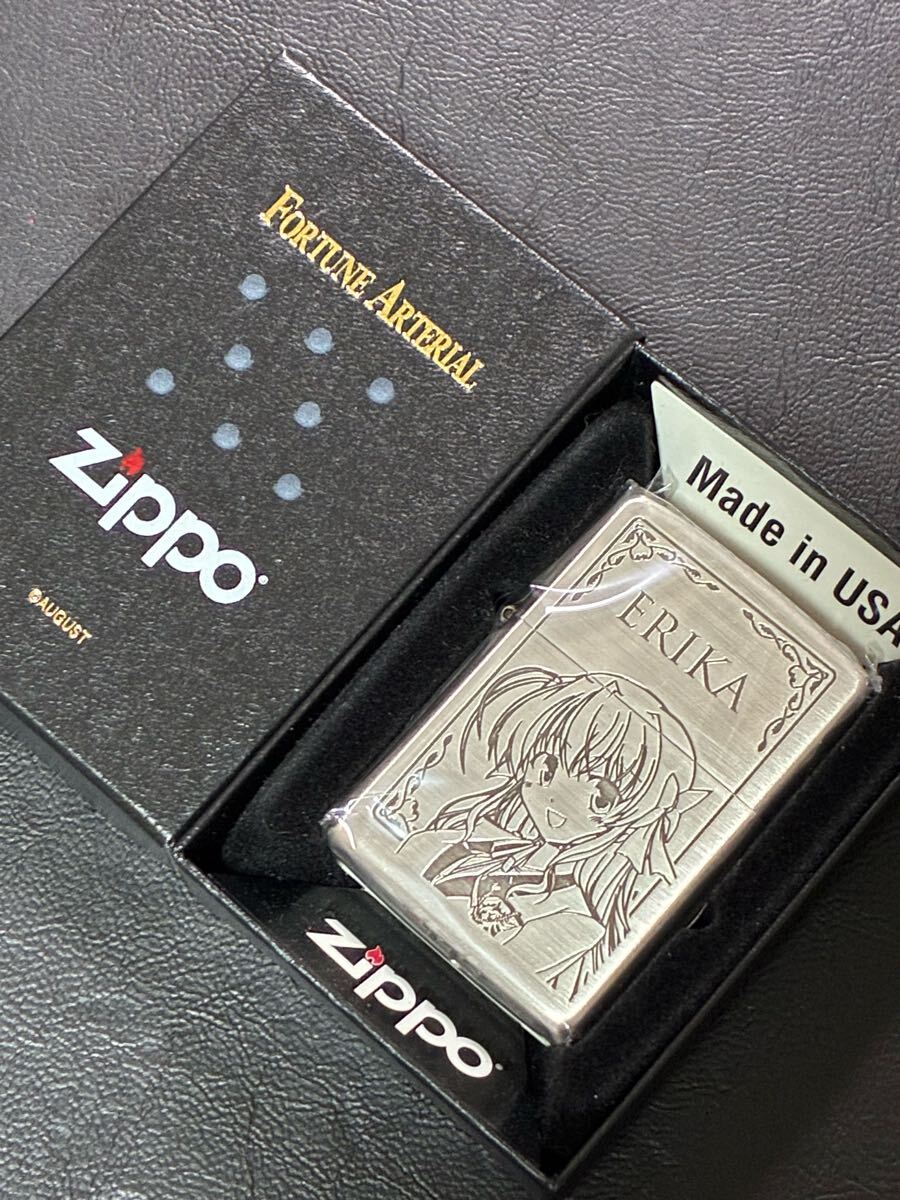 FORTUNE ARTERIAL
Zippo
©AUGUST
Made in USA
ERIKA
Zippo